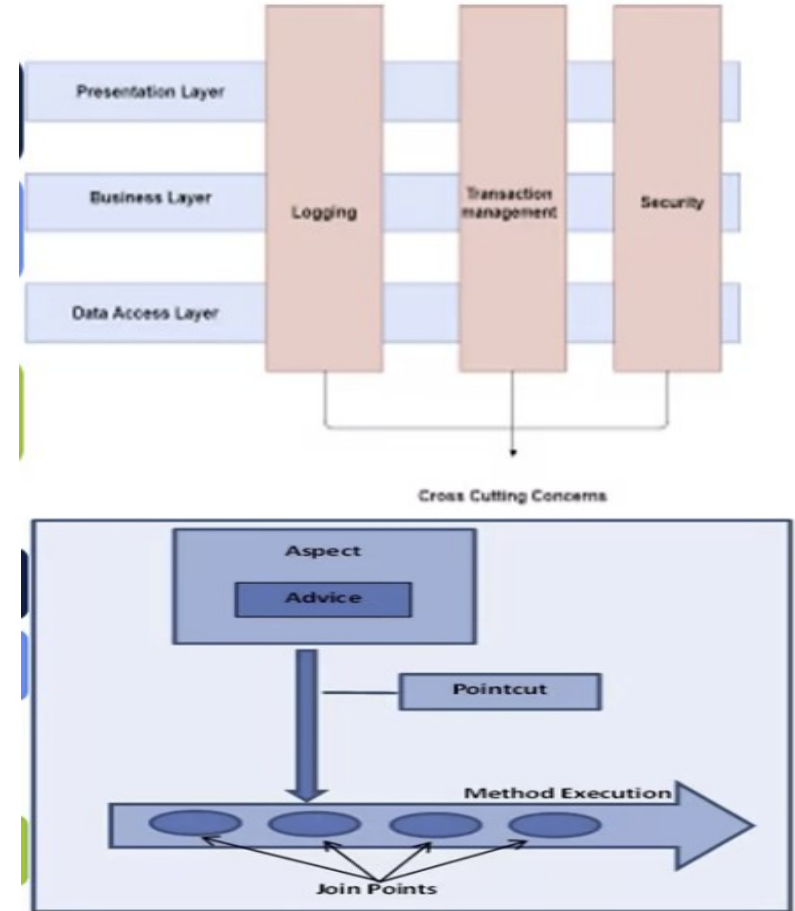 Presentation Layer
Business Layer
Data Access Layer
Logging
Transaction
management
Security
Cross Cutting Concerns
Aspect
Advice
Pointcut
Method Execution
Join Points